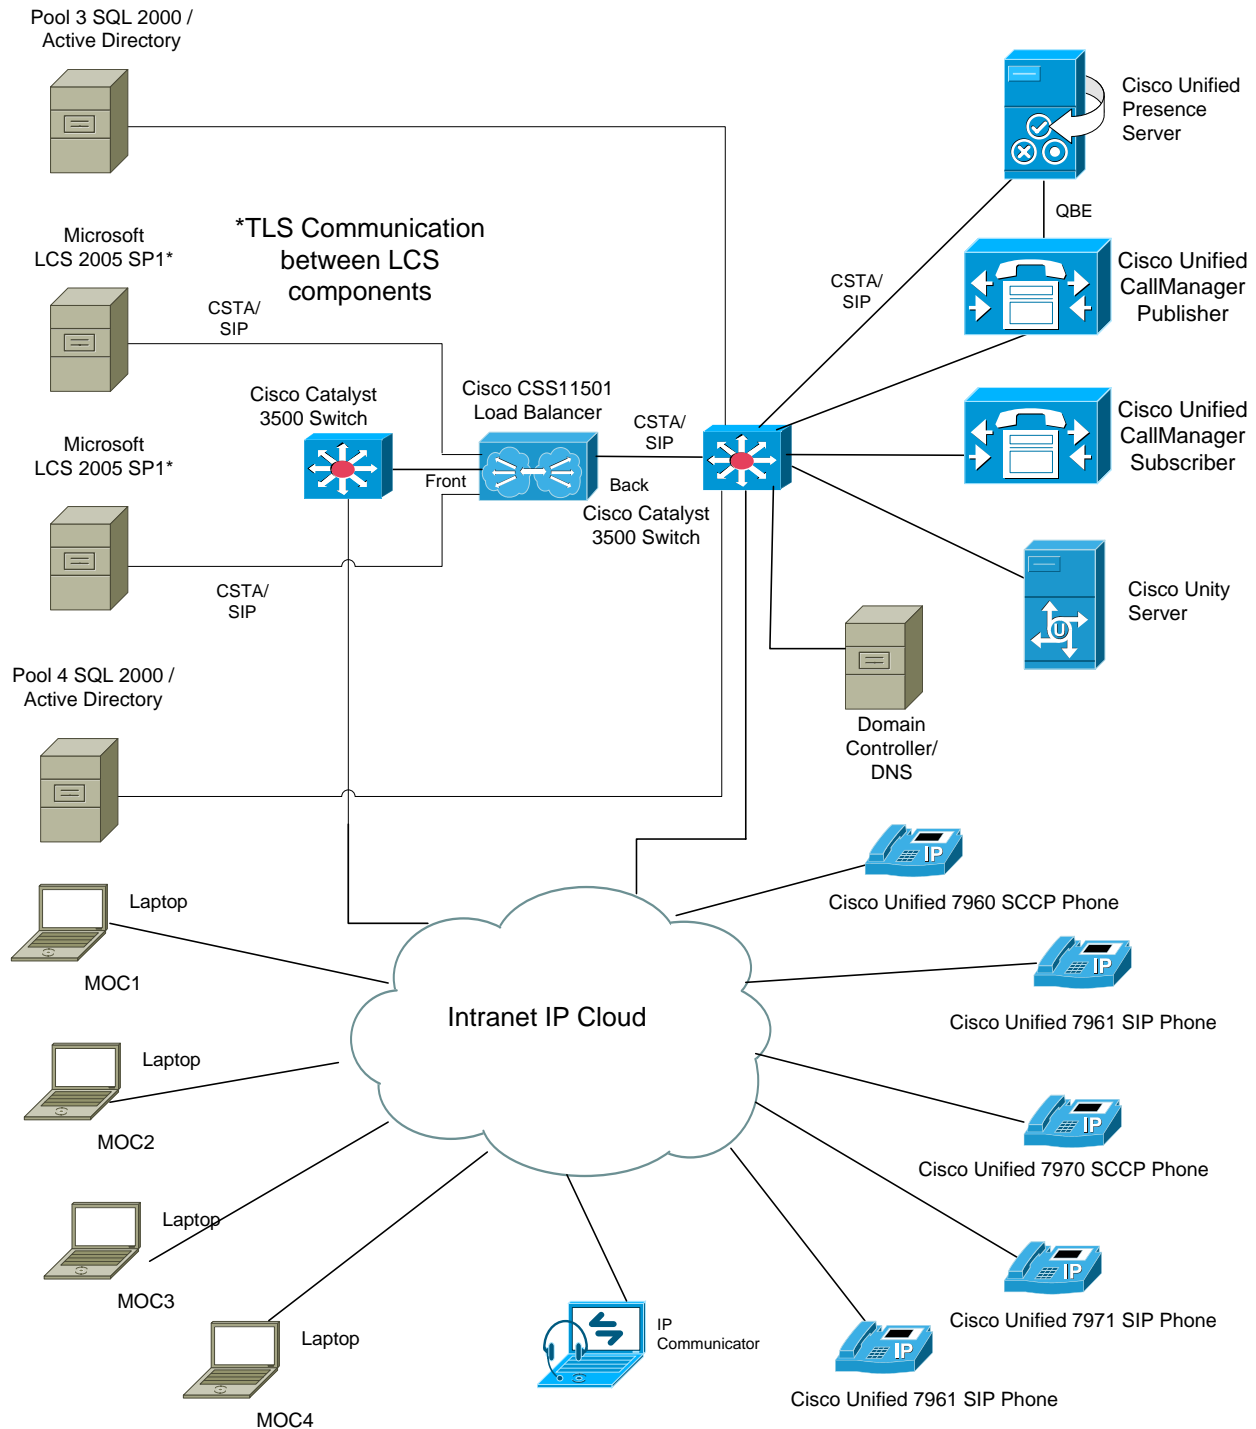 Pool 3 SQL 2000 /
Active Directory
Cisco Unified
Presence
Server
QBE
Microsoft
LCS 2005 SP1*
*TLS Communication
between LCS
components
CSTA/
SIP
CSTA/
SIP
Cisco Unified
CallManager
Publisher
Cisco Catalyst
3500 Switch
Cisco CSS11501
Load Balancer
CSTA/
SIP
Cisco Unified
CallManager
Subscriber
Microsoft
LCS 2005 SP1*
Front
Back
Cisco Catalyst
3500 Switch
CSTA/
SIP
Cisco Unity
Server
U
Pool 4 SQL 2000 /
Active Directory
Domain
Controller/
DNS
IP
Cisco Unified 7960 SCCP Phone
Laptop
MOC1
IP
Cisco Unified 7961 SIP Phone
Intranet IP Cloud
Laptop
MOC2
IP
Cisco Unified 7970 SCCP Phone
Laptop
MOC3
IP
Cisco Unified 7971 SIP Phone
Laptop
MOC4
IP
Communicator
IP
Cisco Unified 7961 SIP Phone